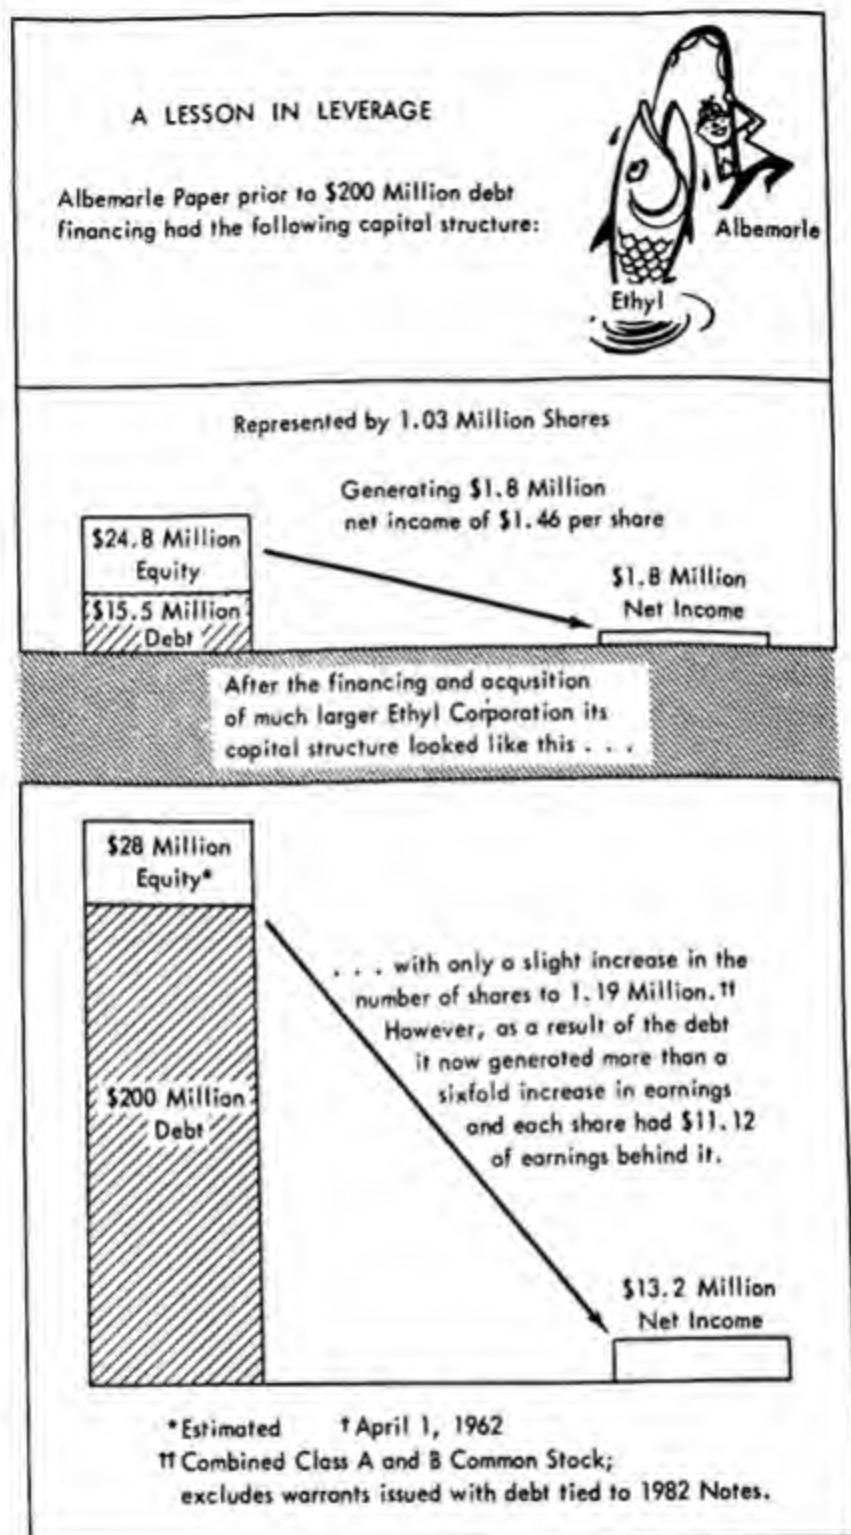 A LESSON IN LEVERAGE
Albemarle Paper prior to $200 Million debt
financing had the following capital structure:
Albemarle
Ethyl
Represented by 1.03 Million Shares
Generating $1.8 Million
net income of $1.46 per share
$24.8 Million
Equity
$15.5 Million
Debt
$1.8 Million
Net Income
After the financing and acqusition
of much larger Ethyl Corporation its
capital structure looked like this . . .
$28 Million
Equity*
. . . with only a slight increase in the
number of shares to 1.19 Million.††
However, as a result of the debt
it now generated more than a
sixfold increase in earnings
and each share had $11.12
of earnings behind it.
$200 Million
Debt
$13.2 Million
Net Income
*Estimated †April 1, 1962
††Combined Class A and B Common Stock;
excludes warrants issued with debt tied to 1982 Notes.